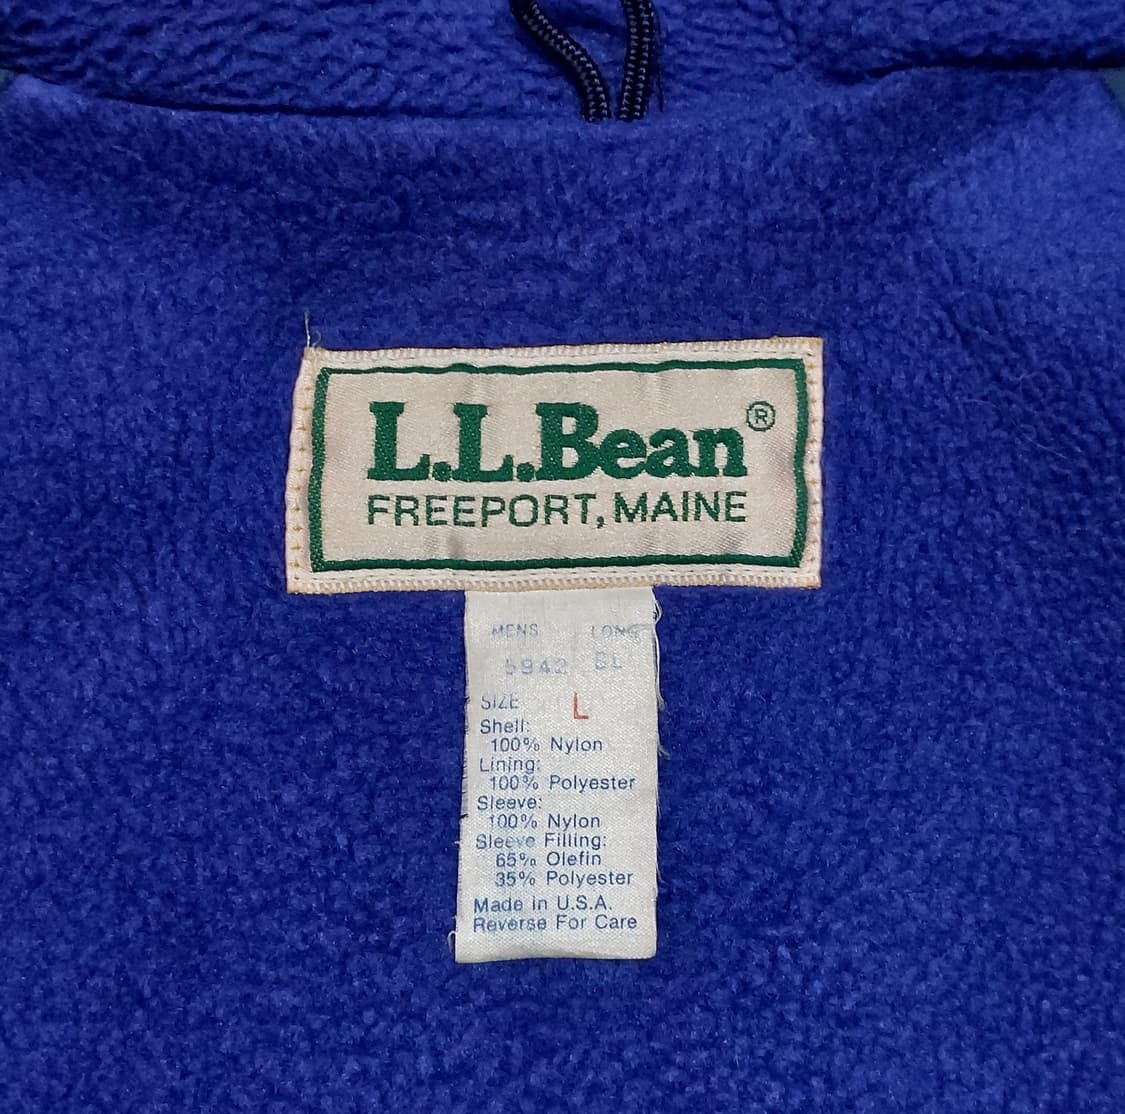 L.L.Bean®
FREEPORT, MAINE
MENS LONG
5942
SIZE L
Shell:
100% Nylon
Lining:
100% Polyester
Sleeve:
100% Nylon
Sleeve Filling:
65% Olefin
35% Polyester
Made in U.S.A.
Reverse For Care